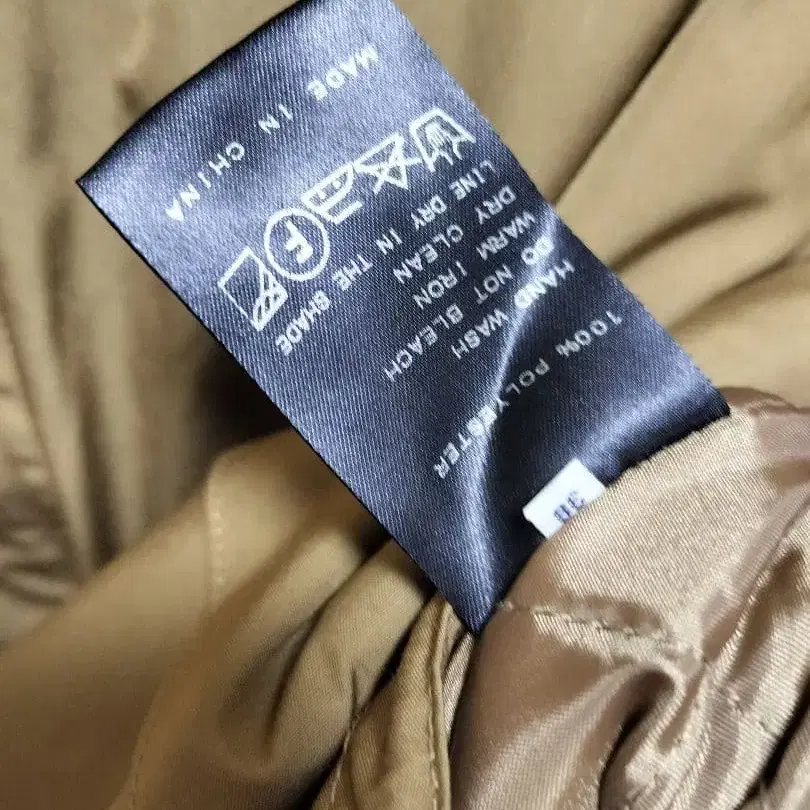 100% POLYESTER
HAND WASH
DO NOT BLEACH
WARM IRON
DRY CLEAN
LINE DRY IN THE SHADE
F
MADE IN CHINA